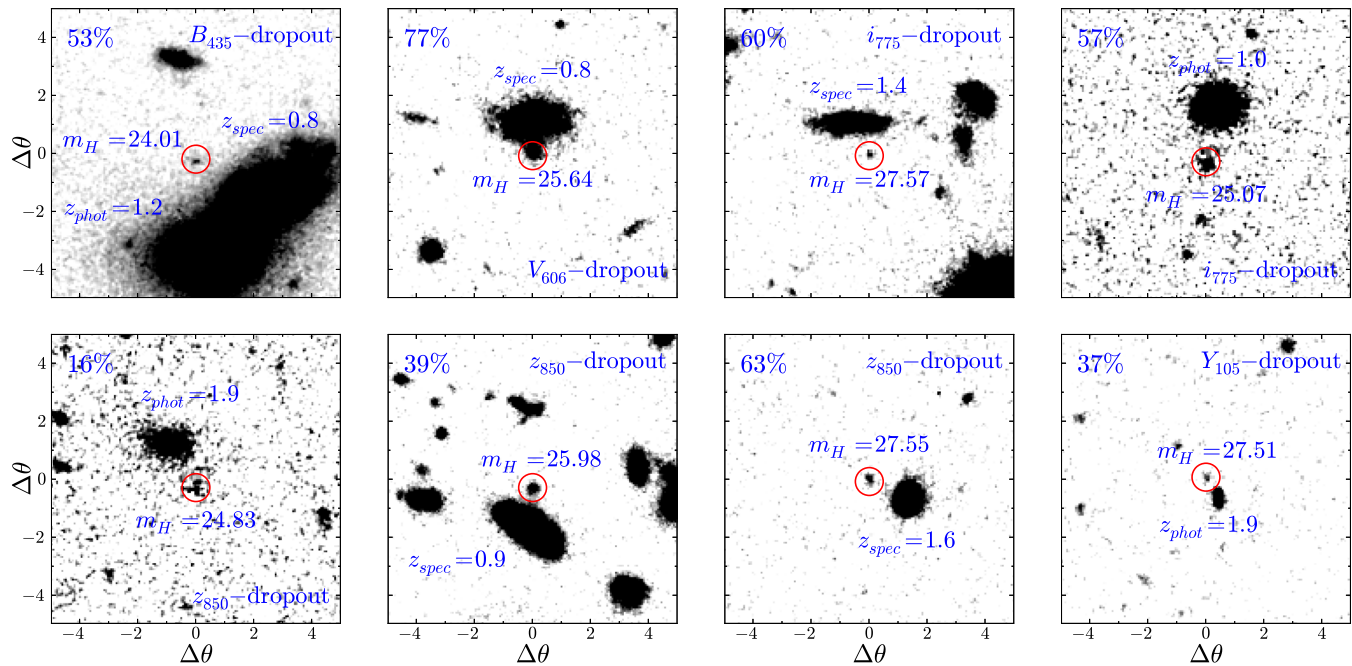 53%
B435−dropout
zspec=0.8
mH=24.01
zphot=1.2
77%
zspec=0.8
mH=25.64
V606−dropout
60%
i775−dropout
zspec=1.4
mH=27.57
57%
zphot=1.0
mH=25.07
i775−dropout
4
2
0
−2
−4
Δθ
16%
zphot=1.9
mH=24.83
z850−dropout
39%
z850−dropout
mH=25.98
zspec=0.9
63%
z850−dropout
mH=27.55
zspec=1.6
37%
Y105−dropout
mH=27.51
zphot=1.9
4
2
0
−2
−4
Δθ
−4 −2 0 2 4
−4 −2 0 2 4
−4 −2 0 2 4
−4 −2 0 2 4
Δθ
Δθ
Δθ
Δθ